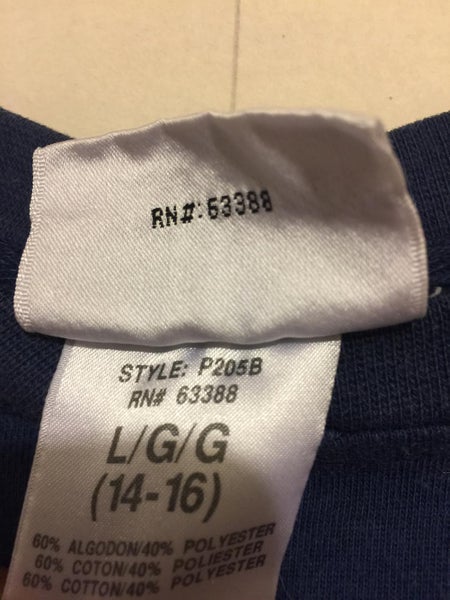 RN#:63388
STYLE: P205B
RN# 63388
L/G/G
(14-16)
60% ALGODON/40% POLYESTER
60% COTON/40% POLIESTER
60% COTTON/40% POLYESTER